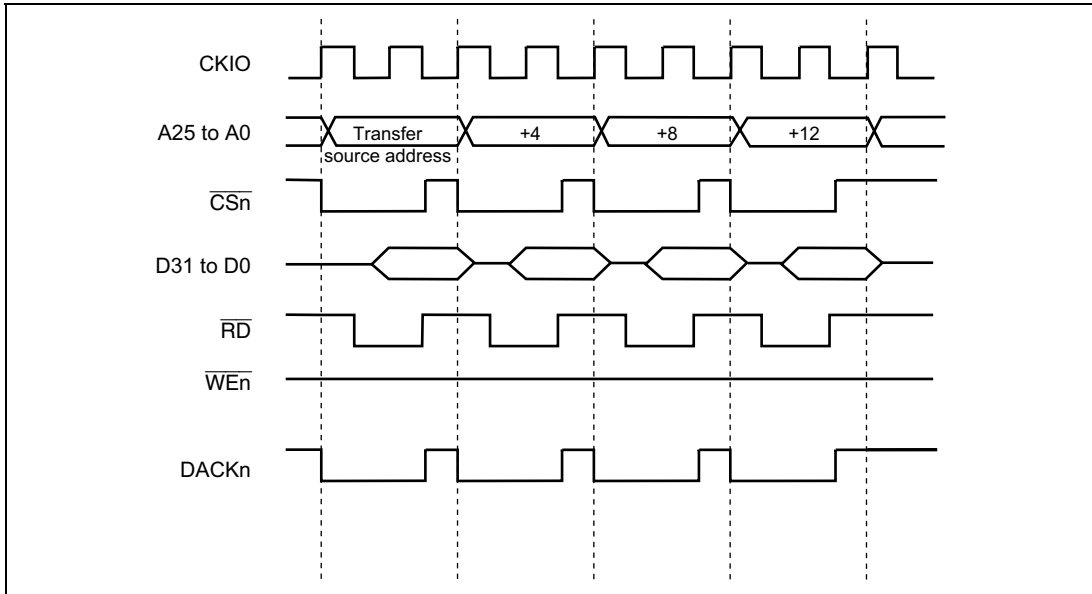 CKIO
A25 to A0
Transfer
source address
+4
+8
+12
CSn
D31 to D0
RD
WEn
DACKn